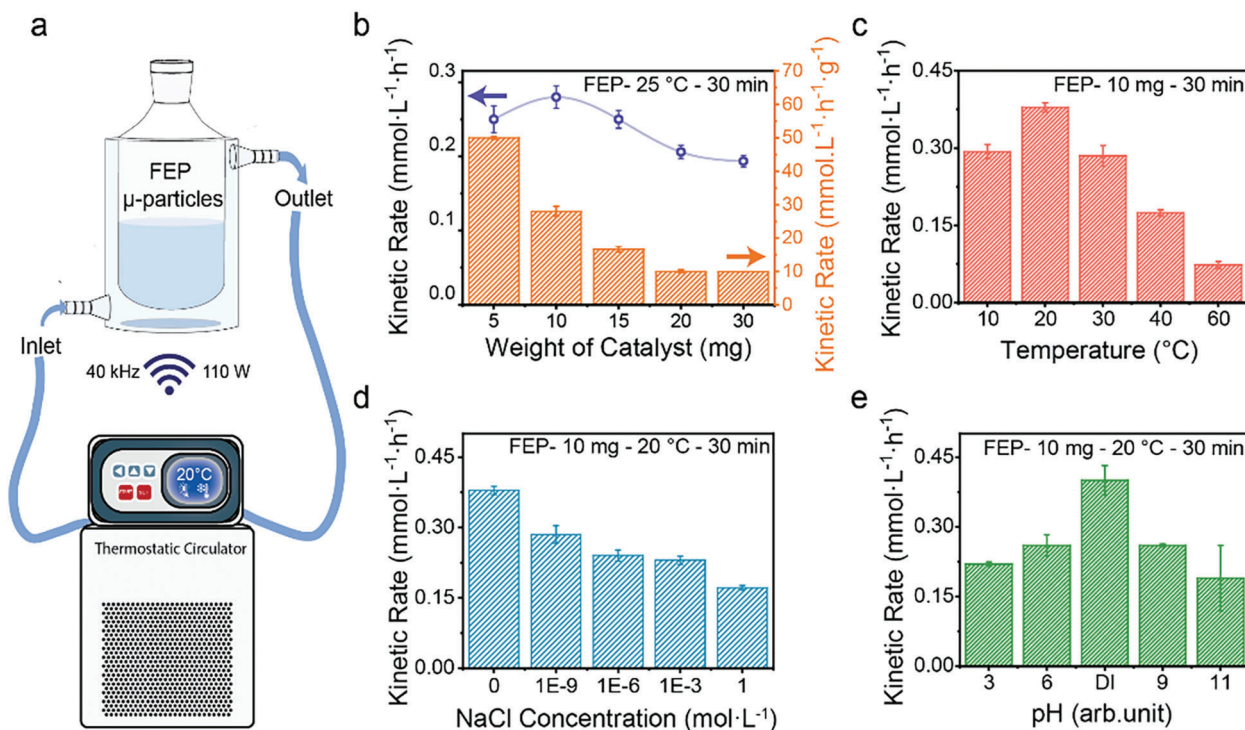 a
FEP
μ-particles
Outlet
Inlet
40 kHz
110 W
20°C
Thermostatic Circulator
b
FEP- 25 °C - 30 min
Kinetic Rate (mmol·L⁻¹·h⁻¹)
0.3
0.2
0.1
0.0
5
10
15
20
30
Weight of Catalyst (mg)
70
60
50
40
30
20
10
0
Kinetic Rate (mmol.L⁻¹·h⁻¹·g⁻¹)
c
FEP- 10 mg - 30 min
Kinetic Rate (mmol·L⁻¹·h⁻¹)
0.45
0.30
0.15
0.00
10
20
30
40
60
Temperature (°C)
d
FEP- 10 mg - 20 °C - 30 min
Kinetic Rate (mmol·L⁻¹·h⁻¹)
0.45
0.30
0.15
0.00
0
1E-9
1E-6
1E-3
1
NaCl Concentration (mol·L⁻¹)
e
FEP- 10 mg - 20 °C - 30 min
Kinetic Rate (mmol·L⁻¹·h⁻¹)
0.45
0.30
0.15
0.00
3
6
DI
9
11
pH (arb.unit)